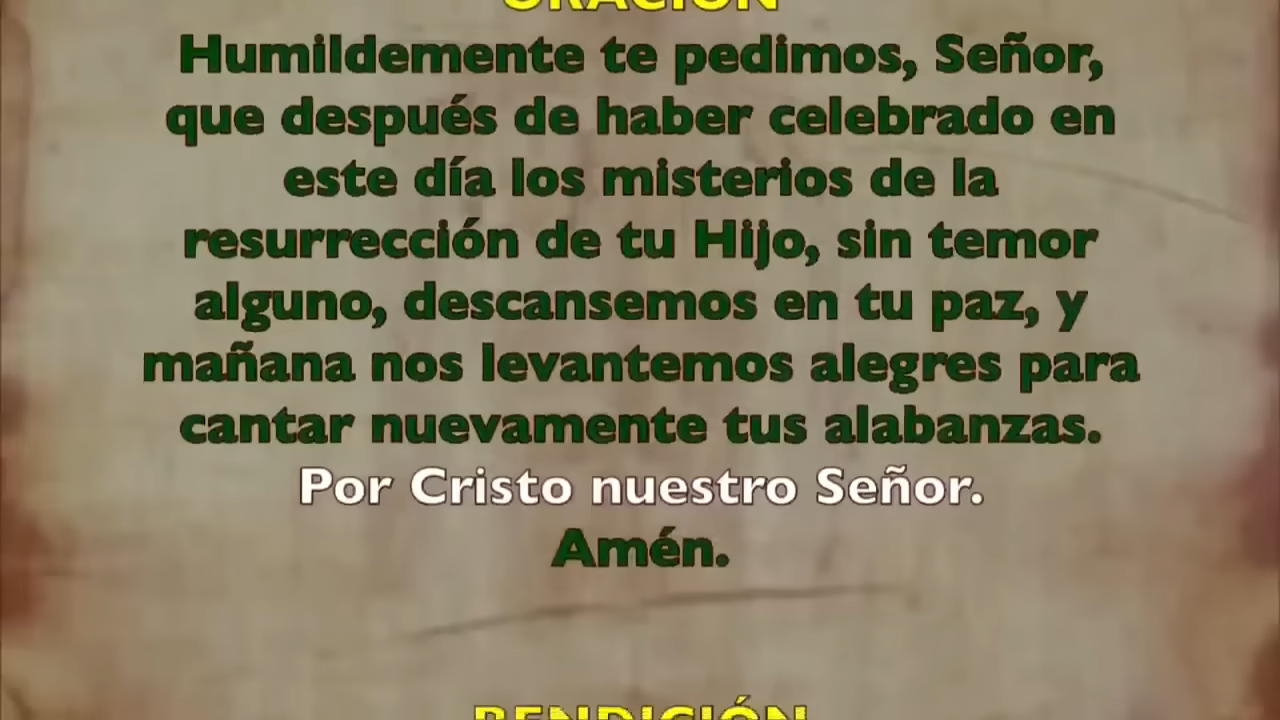 ORACIÓN
Humildemente te pedimos, Señor,
que después de haber celebrado en
este día los misterios de la
resurrección de tu Hijo, sin temor
alguno, descansemos en tu paz, y
mañana nos levantemos alegres para
cantar nuevamente tus alabanzas.
Por Cristo nuestro Señor.
Amén.
BENDICIÓN